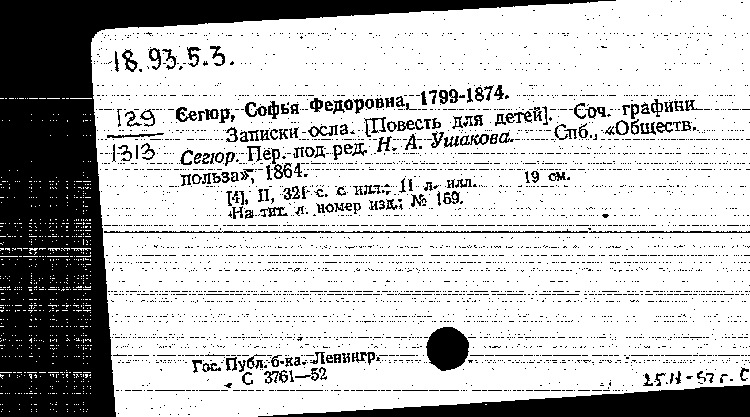 18.93.5.3.
129
1313
Сегюр, Софья Федоровна, 1799-1874.
Записки осла. [Повесть для детей]. Соч. графини
Сегюр. Пер. под ред. Н. А. Ушакова. Спб., «Обществ.
польза», 1864.
[4], II, 321 с. с илл.; 11 л. илл. 19 см.
На тит. л. номер изд.: № 169.
Гос. Публ. б-ка. Ленингр.
С 3761—52